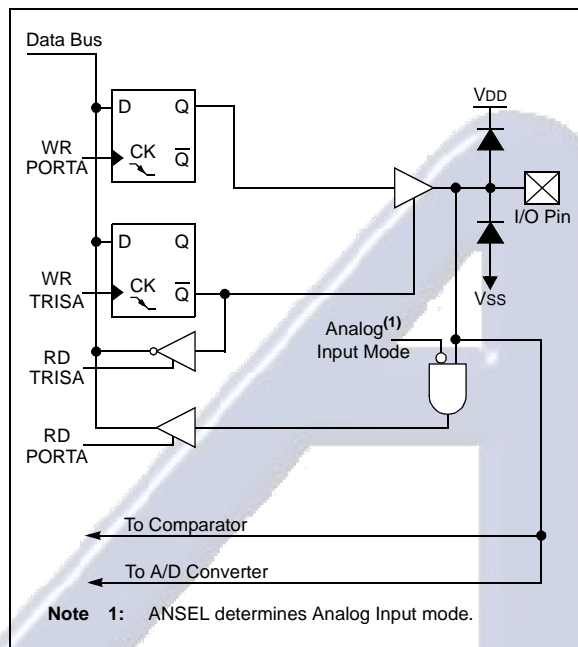 Data Bus
D Q
VDD
WR
PORTA
CK
Q
I/O Pin
D Q
WR
TRISA
CK
Q
VSS
Analog(1)
Input Mode
RD
TRISA
RD
PORTA
To Comparator
To A/D Converter
Note 1: ANSEL determines Analog Input mode.